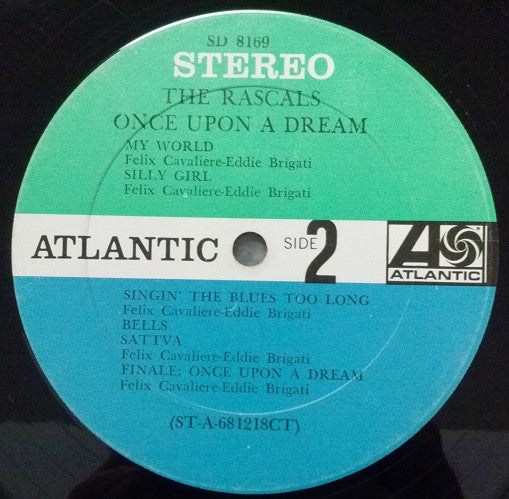 SD 8169
STEREO
THE RASCALS
ONCE UPON A DREAM
MY WORLD
Felix Cavaliere-Eddie Brigati
SILLY GIRL
Felix Cavaliere-Eddie Brigati
ATLANTIC SIDE 2
ATLANTIC
SINGIN' THE BLUES TOO LONG
Felix Cavaliere-Eddie Brigati
BELLS
SATTVA
Felix Cavaliere-Eddie Brigati
FINALE: ONCE UPON A DREAM
Felix Cavaliere-Eddie Brigati
(ST-A-681218CT)